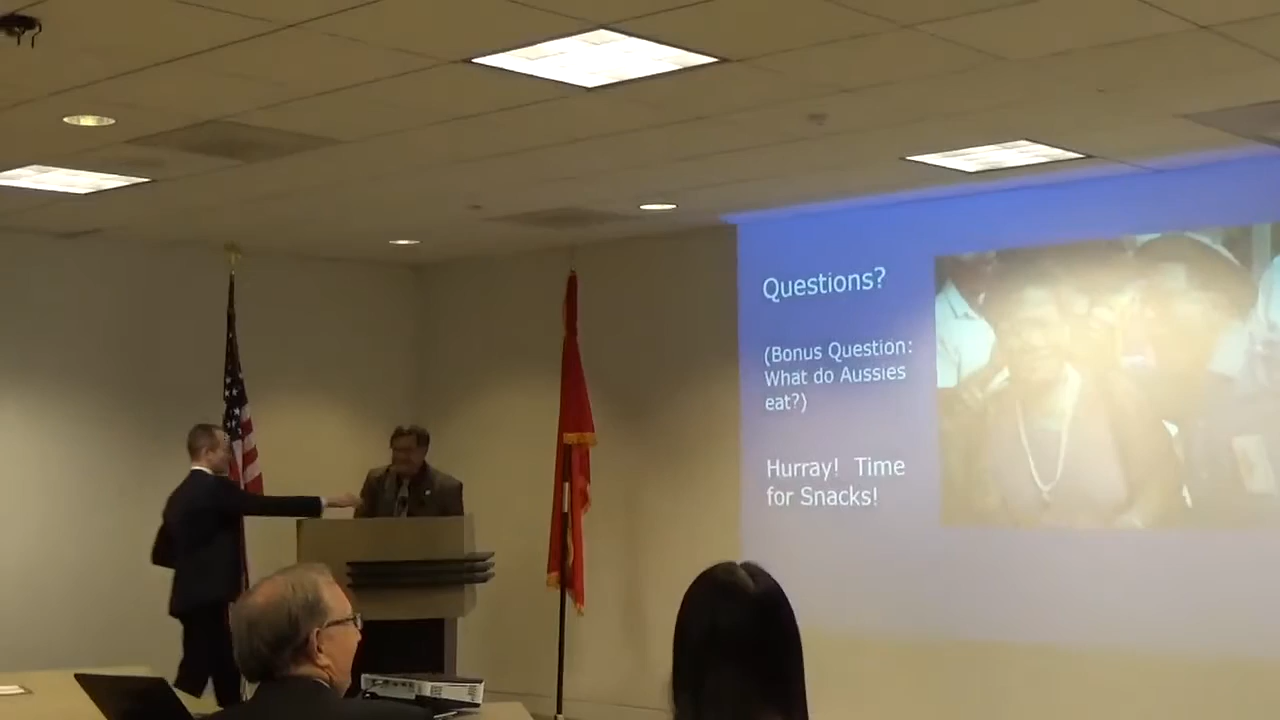 Questions?
(Bonus Question:
What do Aussies
eat?)
Hurray!  Time
for Snacks!